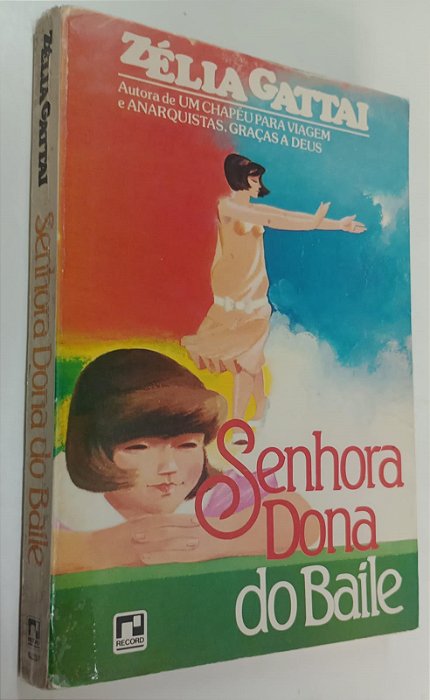 ZÉLIA GATTAI
Autora de UM CHAPÉU PARA VIAGEM
e ANARQUISTAS, GRAÇAS A DEUS
Senhora
Dona
do Baile
RECORD
ZÉLIA GATTAI
Senhora Dona do Baile